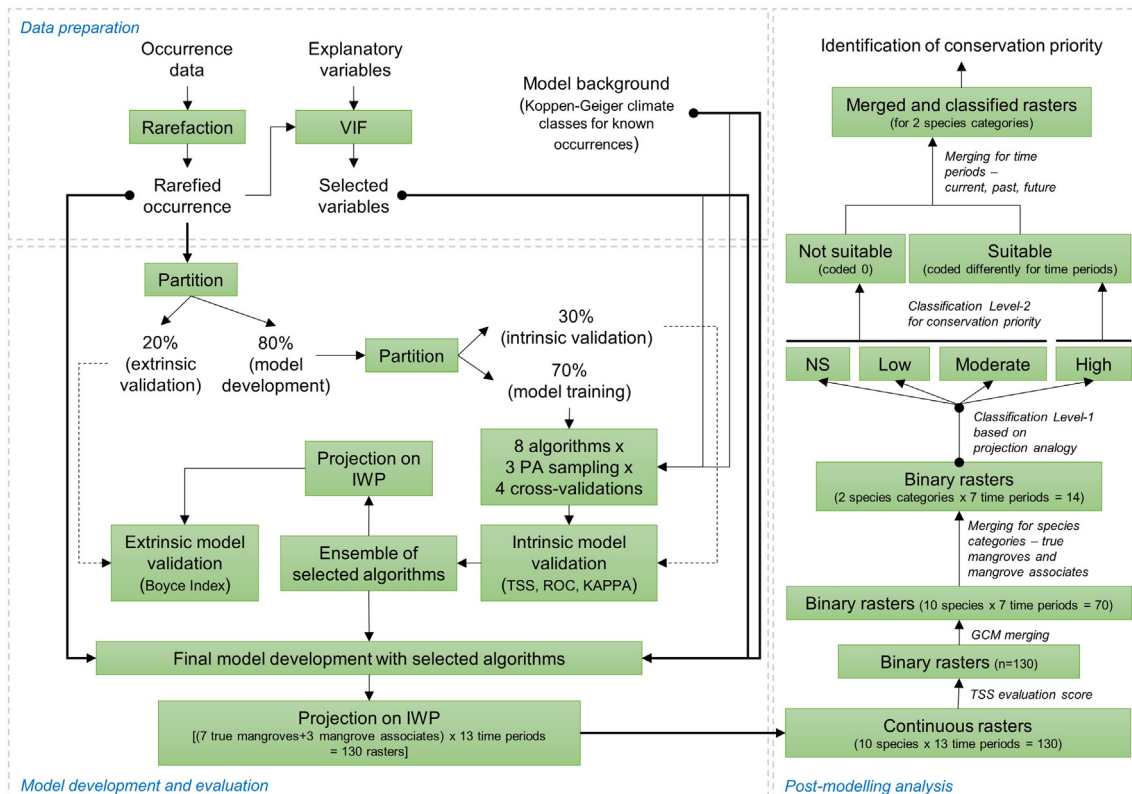 Data preparation
Occurrence
data
Explanatory
variables
Model background
(Koppen-Geiger climate
classes for known
occurrences)
Rarefaction
VIF
Rarefied
occurrence
Selected
variables
Partition
20%
(extrinsic
validation)
80%
(model
development)
Partition
30%
(intrinsic validation)
70%
(model training)
8 algorithms x
3 PA sampling x
4 cross-validations
Projection on
IWP
Extrinsic model
validation
(Boyce Index)
Ensemble of
selected algorithms
Intrinsic model
validation
(TSS, ROC, KAPPA)
Final model development with selected algorithms
Projection on IWP
[(7 true mangroves+3 mangrove associates) x 13 time periods
= 130 rasters]
Model development and evaluation
Identification of conservation priority
Merged and classified rasters
(for 2 species categories)
Merging for time
periods –
current, past, future
Not suitable
(coded 0)
Suitable
(coded differently for time periods)
Classification Level-2
for conservation priority
NS
Low
Moderate
High
Classification Level-1
based on
projection analogy
Binary rasters
(2 species categories x 7 time periods = 14)
Merging for species
categories – true
mangroves and
mangrove associates
Binary rasters (10 species x 7 time periods = 70)
GCM merging
Binary rasters (n=130)
TSS evaluation score
Continuous rasters
(10 species x 13 time periods = 130)
Post-modelling analysis